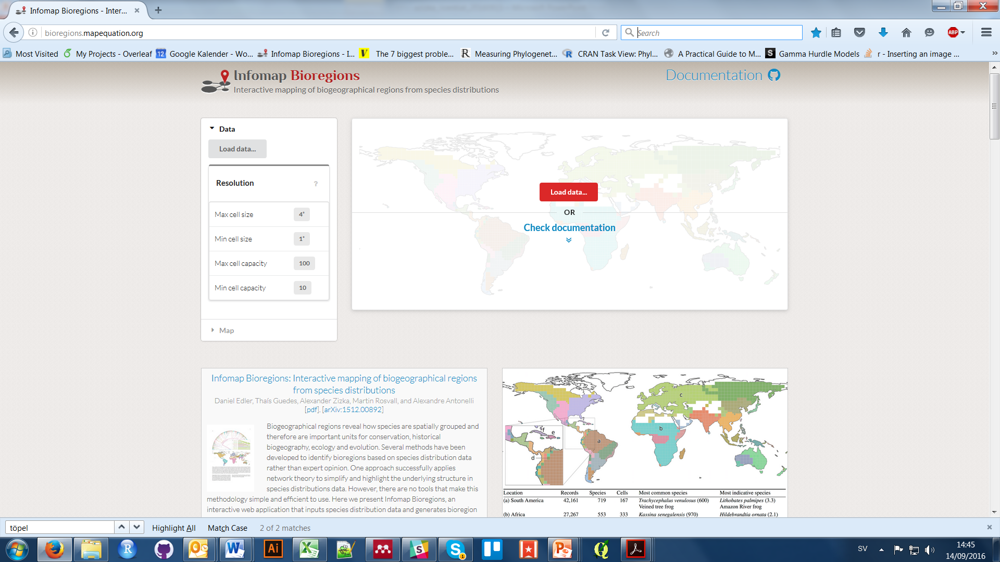 Infomap Bioregions - Inter...
bioregions.mapequation.org
Search
ABP
Most Visited
My Projects - Overleaf
12 Google Kalender - Wo...
Infomap Bioregions - I...
V The 7 biggest proble...
R Measuring Phylogenet...
R CRAN Task View: Phyl...
A Practical Guide to M...
S Gamma Hurdle Models
r - Inserting an image ...
Infomap Bioregions
Interactive mapping of biogeographical regions from species distributions
Documentation
Data
Load data...
Resolution ?
Max cell size 4°
Min cell size 1°
Max cell capacity 100
Min cell capacity 10
Map
Load data...
OR
Check documentation
Infomap Bioregions: Interactive mapping of biogeographical regions
from species distributions
Daniel Edler, Thaís Guedes, Alexander Zizka, Martin Rosvall, and Alexandre Antonelli
[pdf]. [arXiv:1512.00892]
Biogeographical regions reveal how species are spatially grouped and
therefore are important units for conservation, historical
biogeography, ecology and evolution. Several methods have been
developed to identify bioregions based on species distribution data
rather than expert opinion. One approach successfully applies
network theory to simplify and highlight the underlying structure in
species distributions data. However, there are no tools that make this
methodology simple and efficient to use. Here we present Infomap Bioregions, an
interactive web application that inputs species distribution data and generates bioregion
c
b
f
e
a
d
Location Records Species Cells Most common species Most indicative species
(a) South America 42,161 719 167 Trachycephalus venulosus (600) Lithobates palmipes (3.3)
Veined tree frog Amazon River frog
(b) Africa 27,267 553 333 Kassina senegalensis (970) Hildebrandtia ornata (2.1)
töpel
Highlight All
Match Case
2 of 2 matches
R
W
Ai
X
S
S
1
P
SV
14:45
14/09/2016